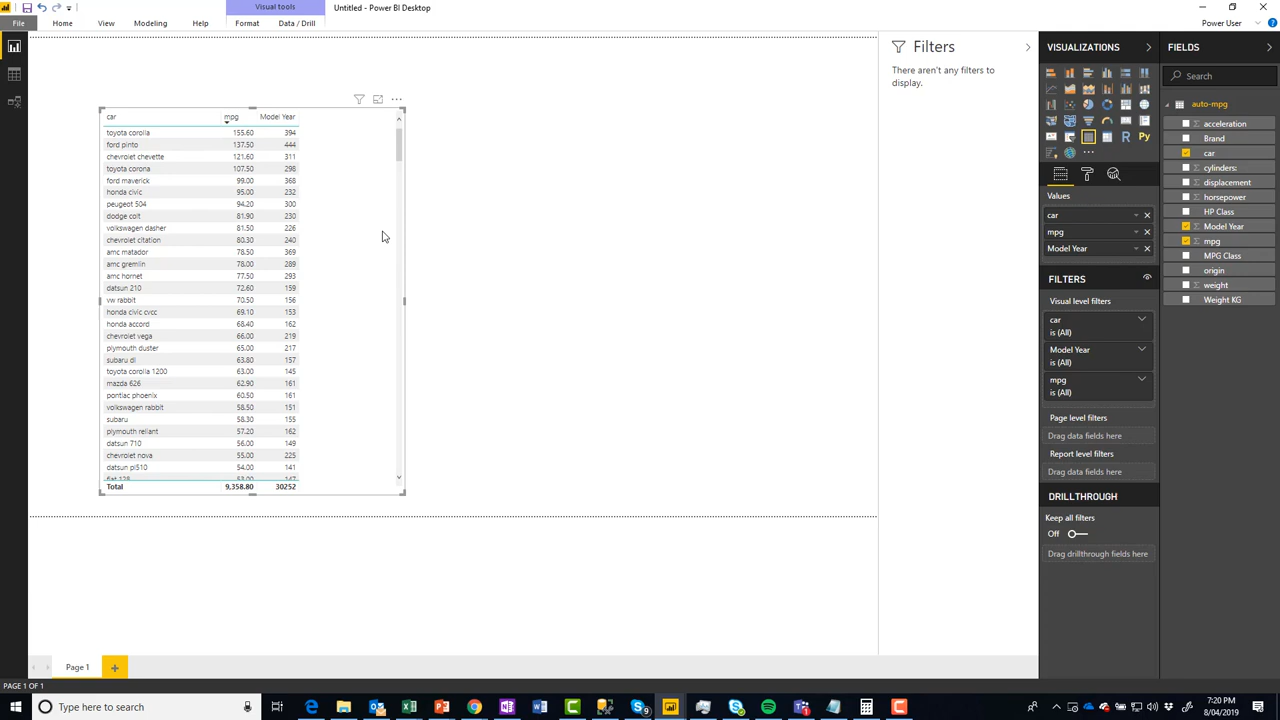 Visual tools
Untitled - Power BI Desktop
File
Home
View
Modeling
Help
Format
Data / Drill
Power User
car mpg Model Year
toyota corolla 155.60 394
ford pinto 137.50 444
chevrolet chevette 121.60 311
toyota corona 107.50 298
ford maverick 99.00 368
honda civic 95.00 232
peugeot 504 94.20 300
dodge colt 81.90 230
volkswagen dasher 81.50 226
chevrolet citation 80.30 240
amc matador 78.50 369
amc gremlin 78.00 289
amc hornet 77.50 293
datsun 210 72.60 159
vw rabbit 70.50 156
honda civic cvcc 69.10 153
honda accord 68.40 162
chevrolet vega 66.00 219
plymouth duster 65.00 217
subaru dl 63.80 157
toyota corolla 1200 63.00 145
mazda 626 62.90 161
pontiac phoenix 60.50 161
volkswagen rabbit 58.50 151
subaru 58.30 155
plymouth reliant 57.20 162
datsun 710 56.00 149
chevrolet nova 55.00 225
datsun pl510 54.00 141
fiat 128 53.00 147
Total 9,358.80 30252
Filters
There aren't any filters to
display.
VISUALIZATIONS
R Py
Values
car
mpg
Model Year
FILTERS
Visual level filters
car
is (All)
Model Year
is (All)
mpg
is (All)
Page level filters
Drag data fields here
Report level filters
Drag data fields here
DRILLTHROUGH
Keep all filters
Off
Drag drillthrough fields here
FIELDS
Search
auto-mpg
acceleration
Brand
car
cylinders:
displacement
horsepower
HP Class
Model Year
mpg
MPG Class
origin
weight
Weight KG
Page 1
PAGE 1 OF 1
Type here to search
7:20 PM
8/04/2019